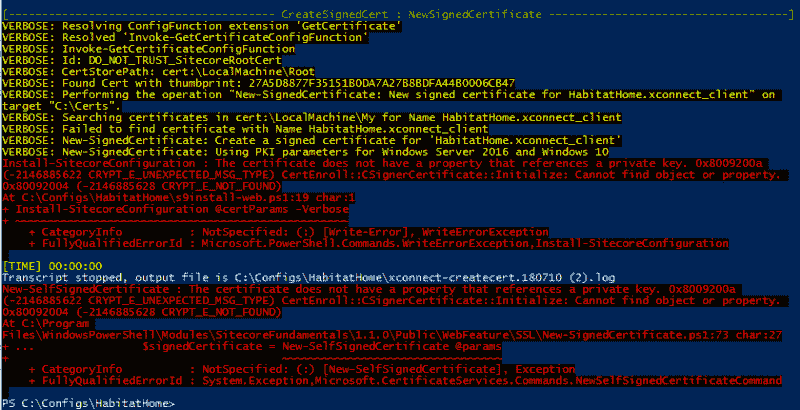 [---------------------------------------- CreateSignedCert : NewSignedCertificate ------------------------------------]
VERBOSE: Resolving ConfigFunction extension 'GetCertificate'
VERBOSE: Resolved 'Invoke-GetCertificateConfigFunction'
VERBOSE: Invoke-GetCertificateConfigFunction
VERBOSE: Id: DO_NOT_TRUST_SitecoreRootCert
VERBOSE: CertStorePath: cert:\LocalMachine\Root
VERBOSE: Found Cert with thumbprint: 27A5D8877F35151B0DA7A27B8BDFA44B0006CB47
VERBOSE: Performing the operation "New-SignedCertificate: New signed certificate for HabitatHome.xconnect_client" on
target "C:\Certs".
VERBOSE: Searching certificates in cert:\LocalMachine\My for Name HabitatHome.xconnect_client
VERBOSE: Failed to find certificate with Name HabitatHome.xconnect_client
VERBOSE: New-SignedCertificate: Create a signed certificate for 'HabitatHome.xconnect_client'
VERBOSE: New-SignedCertificate: Using PKI parameters for Windows Server 2016 and Windows 10
Install-SitecoreConfiguration : The certificate does not have a property that references a private key. 0x8009200a
(-2146885622 CRYPT_E_UNEXPECTED_MSG_TYPE) CertEnroll::CSignerCertificate::Initialize: Cannot find object or property.
0x80092004 (-2146885628 CRYPT_E_NOT_FOUND)
At C:\Configs\HabitatHome\s9install-web.ps1:19 char:1
+ Install-SitecoreConfiguration @certParams -Verbose
+ ~~~~~~~~~~~~~~~~~~~~~~~~~~~~~~~~~~~~~~~~~~~~~~~~~~
    + CategoryInfo          : NotSpecified: (:) [Write-Error], WriteErrorException
    + FullyQualifiedErrorId : Microsoft.PowerShell.Commands.WriteErrorException,Install-SitecoreConfiguration
[TIME] 00:00:00
Transcript stopped, output file is C:\Configs\HabitatHome\xconnect-createcert.180710 (2).log
New-SelfSignedCertificate : The certificate does not have a property that references a private key. 0x8009200a
(-2146885622 CRYPT_E_UNEXPECTED_MSG_TYPE) CertEnroll::CSignerCertificate::Initialize: Cannot find object or property.
0x80092004 (-2146885628 CRYPT_E_NOT_FOUND)
At C:\Program
Files\WindowsPowerShell\Modules\SitecoreFundamentals\1.1.0\Public\WebFeature\SSL\New-SignedCertificate.ps1:73 char:27
+ ...              $signedCertificate = New-SelfSignedCertificate @params
+                                       ~~~~~~~~~~~~~~~~~~~~~~~~~~~~~~~~~
    + CategoryInfo          : NotSpecified: (:) [New-SelfSignedCertificate], Exception
    + FullyQualifiedErrorId : System.Exception,Microsoft.CertificateServices.Commands.NewSelfSignedCertificateCommand
PS C:\Configs\HabitatHome>